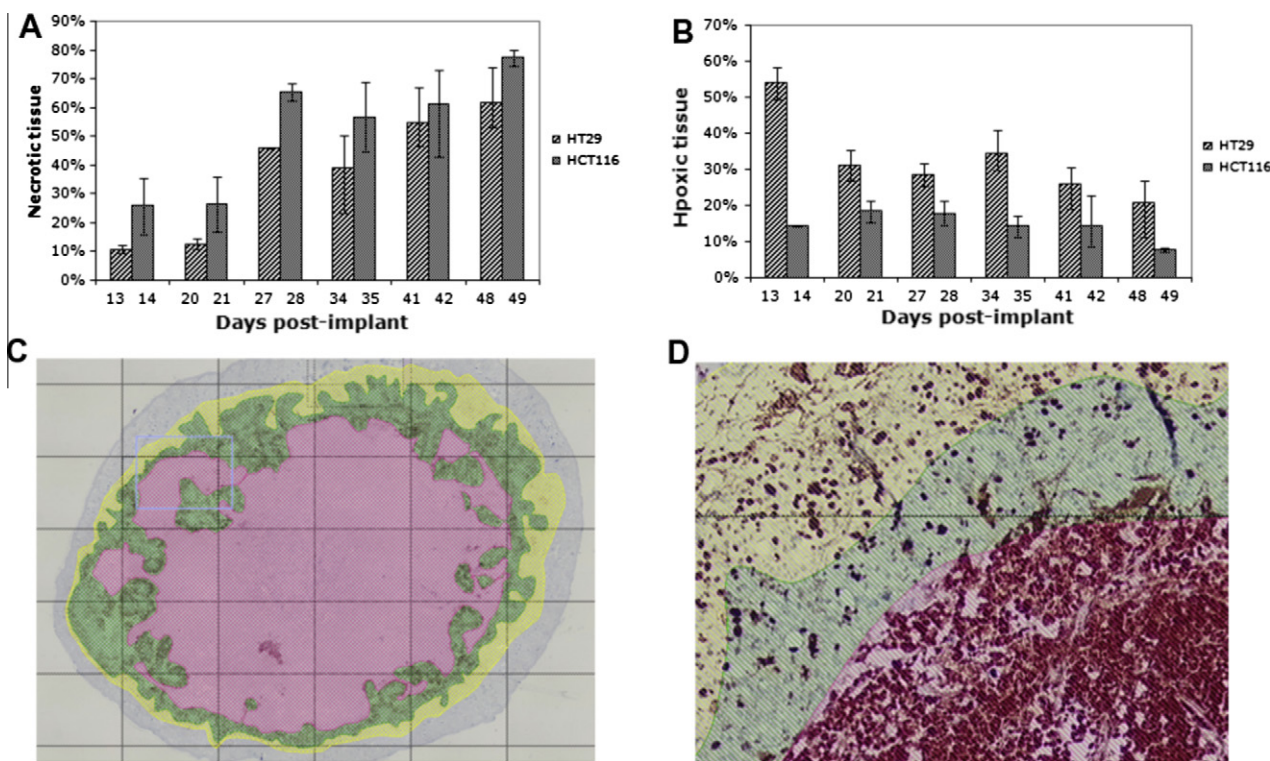 A
90%
80%
70%
60%
50%
40%
30%
20%
10%
0%
Necrotic tissue
13 14 20 21 27 28 34 35 41 42 48 49
Days post-implant
HT29
HCT116
B
70%
60%
50%
40%
30%
20%
10%
0%
Hpoxic tissue
13 14 20 21 27 28 34 35 41 42 48 49
Days post-implant
HT29
HCT116
C
D